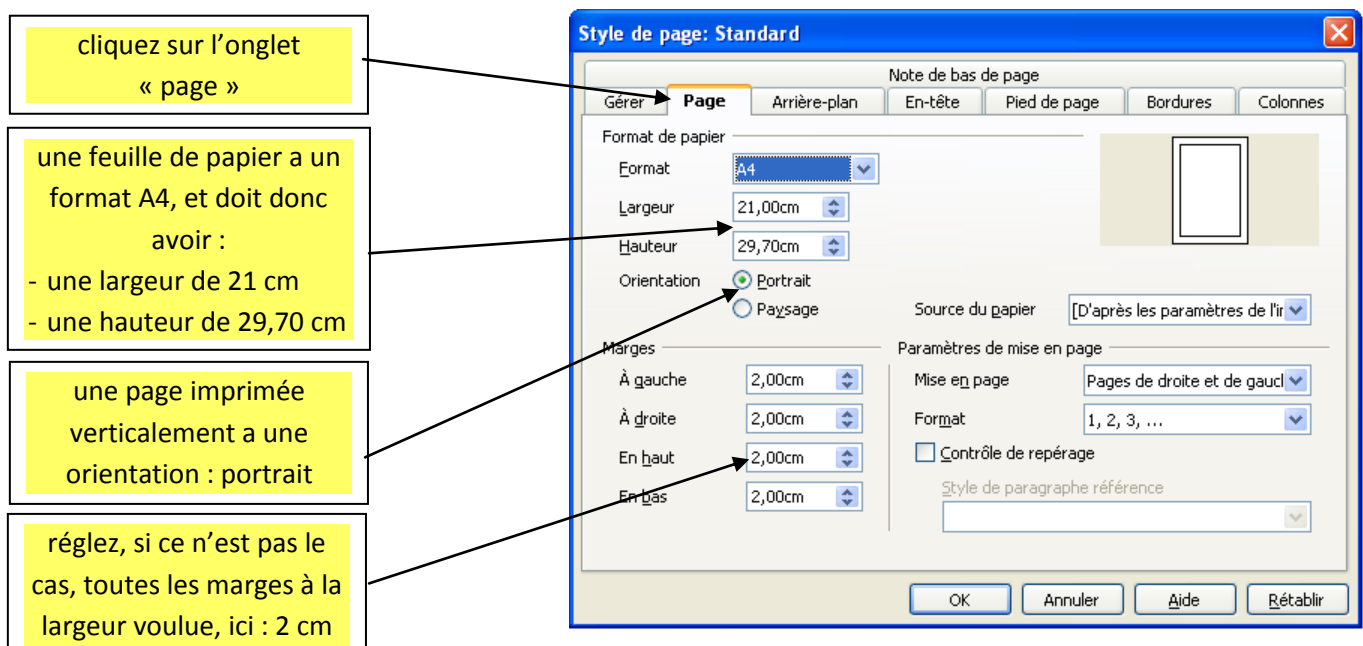 cliquez sur l’onglet
« page »
une feuille de papier a un
format A4, et doit donc
avoir :
- une largeur de 21 cm
- une hauteur de 29,70 cm
une page imprimée
verticalement a une
orientation : portrait
réglez, si ce n’est pas le
cas, toutes les marges à la
largeur voulue, ici : 2 cm
Style de page: Standard
Note de bas de page
Gérer Page Arrière-plan En-tête Pied de page Bordures Colonnes
Format de papier
Format A4
Largeur 21,00cm
Hauteur 29,70cm
Orientation Portrait
Paysage
Source du papier [D'après les paramètres de l'ir
Marges
À gauche 2,00cm
À droite 2,00cm
En haut 2,00cm
En bas 2,00cm
Paramètres de mise en page
Mise en page Pages de droite et de gaucl
Format 1, 2, 3, ...
Contrôle de repérage
Style de paragraphe référence
OK Annuler Aide Rétablir